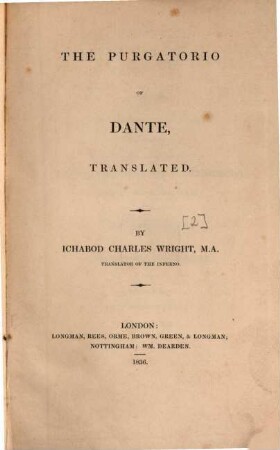 THE PURGATORIO
OF
DANTE,
TRANSLATED.
[2]
BY
ICHABOD CHARLES WRIGHT, M.A.
TRANSLATOR OF THE INFERNO.
LONDON:
LONGMAN, REES, ORME, BROWN, GREEN, & LONGMAN;
NOTTINGHAM: WM. DEARDEN.
1836.